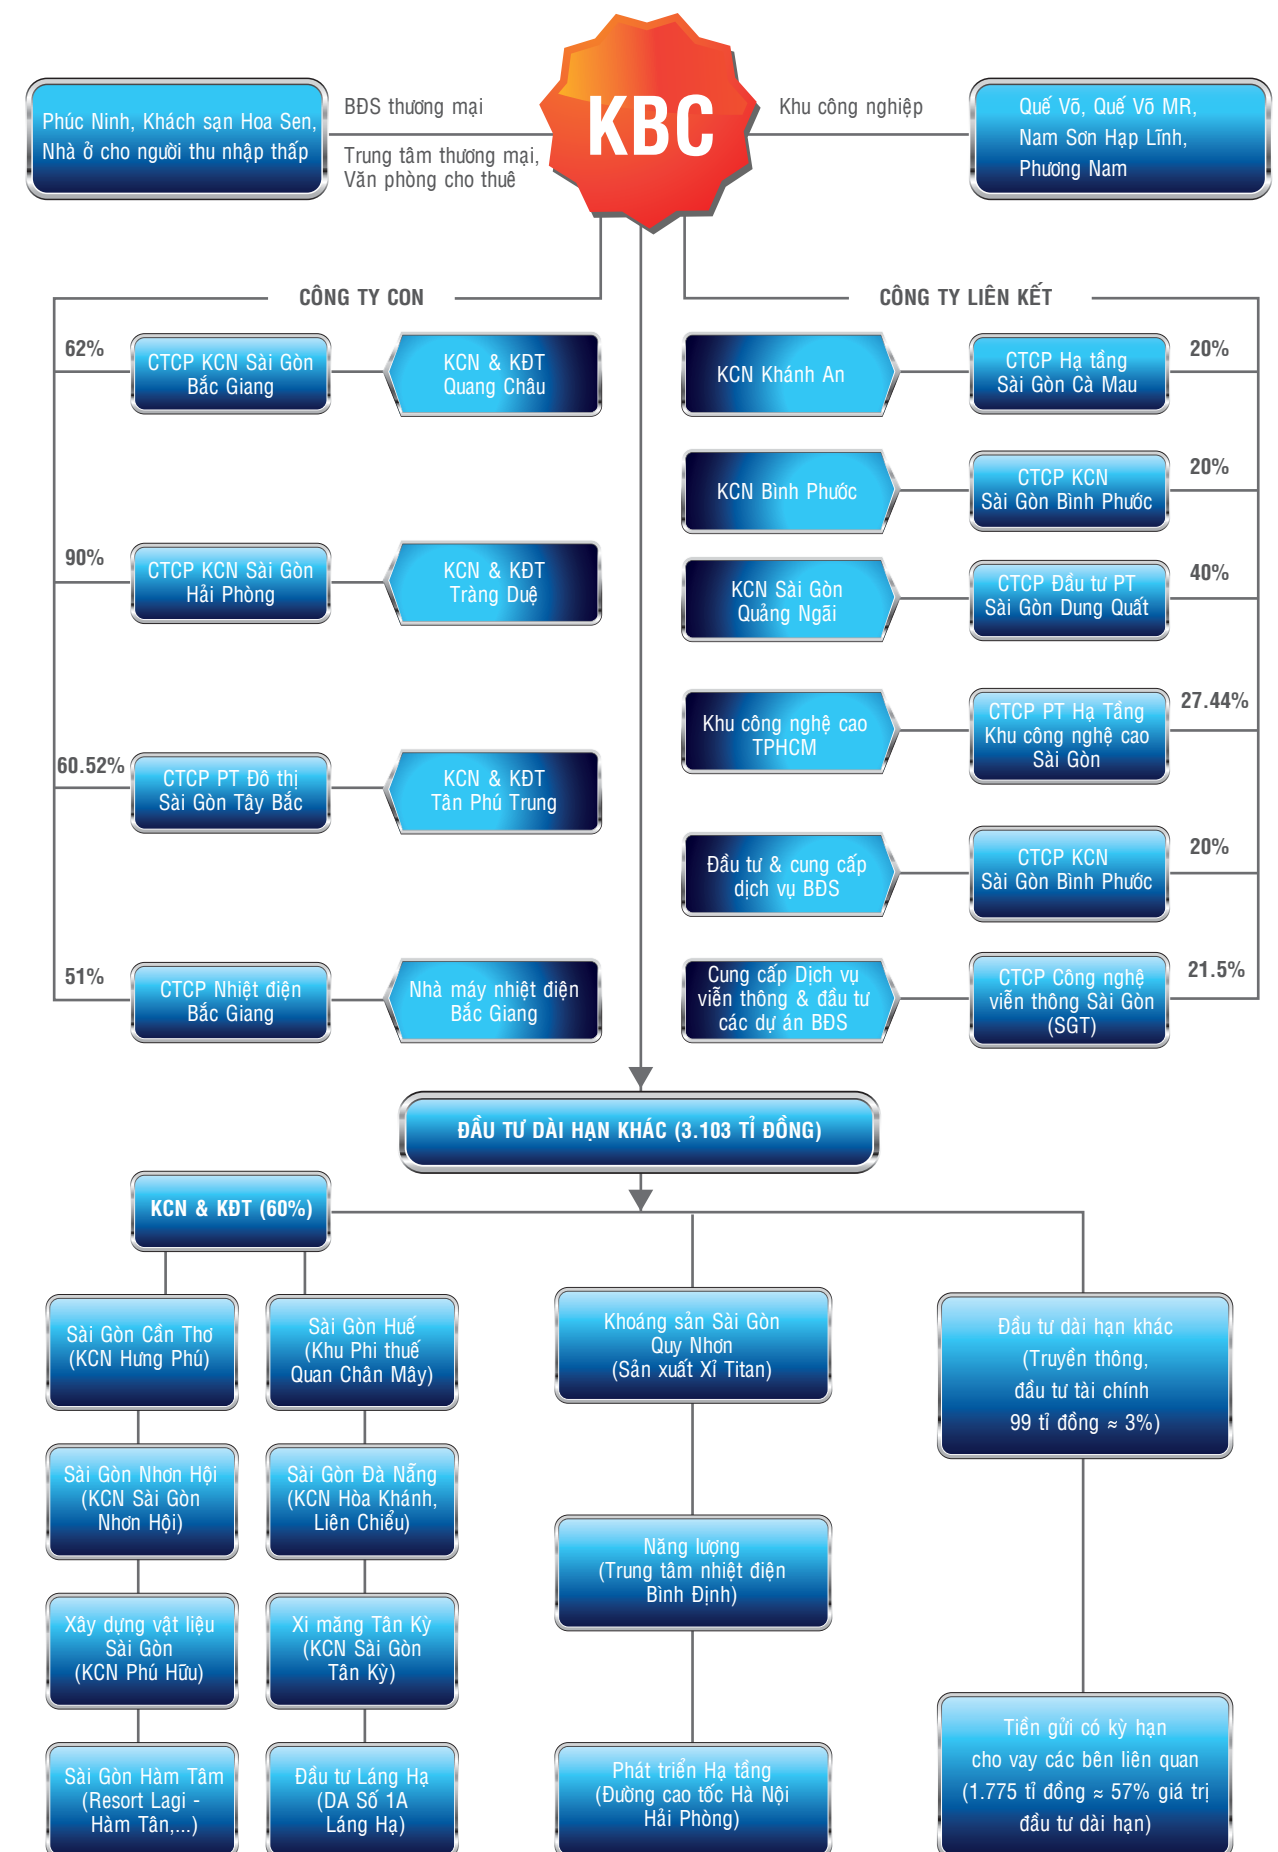 KBC
Phúc Ninh, Khách sạn Hoa Sen,
Nhà ở cho người thu nhập thấp
BĐS thương mại
Trung tâm thương mại,
Văn phòng cho thuê
Khu công nghiệp
Quế Võ, Quế Võ MR,
Nam Sơn Hạp Lĩnh,
Phương Nam
CÔNG TY CON
62%
CTCP KCN Sài Gòn
Bắc Giang
KCN & KĐT
Quang Châu
90%
CTCP KCN Sài Gòn
Hải Phòng
KCN & KĐT
Tràng Duệ
60.52%
CTCP PT Đô thị
Sài Gòn Tây Bắc
KCN & KĐT
Tân Phú Trung
51%
CTCP Nhiệt điện
Bắc Giang
Nhà máy nhiệt điện
Bắc Giang
CÔNG TY LIÊN KẾT
KCN Khánh An
CTCP Hạ tầng
Sài Gòn Cà Mau
20%
KCN Bình Phước
CTCP KCN
Sài Gòn Bình Phước
20%
KCN Sài Gòn
Quảng Ngãi
CTCP Đầu tư PT
Sài Gòn Dung Quất
40%
Khu công nghệ cao
TPHCM
CTCP PT Hạ Tầng
Khu công nghệ cao
Sài Gòn
27.44%
Đầu tư & cung cấp
dịch vụ BĐS
CTCP KCN
Sài Gòn Bình Phước
20%
Cung cấp Dịch vụ
viễn thông & đầu tư
các dự án BĐS
CTCP Công nghệ
viễn thông Sài Gòn
(SGT)
21.5%
ĐẦU TƯ DÀI HẠN KHÁC (3.103 TỈ ĐỒNG)
KCN & KĐT (60%)
Sài Gòn Cần Thơ
(KCN Hưng Phú)
Sài Gòn Nhơn Hội
(KCN Sài Gòn
Nhơn Hội)
Xây dựng vật liệu
Sài Gòn
(KCN Phú Hữu)
Sài Gòn Hàm Tâm
(Resort Lagi -
Hàm Tân,...)
Sài Gòn Huế
(Khu Phi thuế
Quan Chân Mây)
Sài Gòn Đà Nẵng
(KCN Hòa Khánh,
Liên Chiểu)
Xi măng Tân Kỳ
(KCN Sài Gòn
Tân Kỳ)
Đầu tư Láng Hạ
(DA Số 1A
Láng Hạ)
Khoáng sản Sài Gòn
Quy Nhơn
(Sản xuất Xỉ Titan)
Năng lượng
(Trung tâm nhiệt điện
Bình Định)
Phát triển Hạ tầng
(Đường cao tốc Hà Nội
Hải Phòng)
Đầu tư dài hạn khác
(Truyền thông,
đầu tư tài chính
99 tỉ đồng ≈ 3%)
Tiền gửi có kỳ hạn
cho vay các bên liên quan
(1.775 tỉ đồng ≈ 57% giá trị
đầu tư dài hạn)